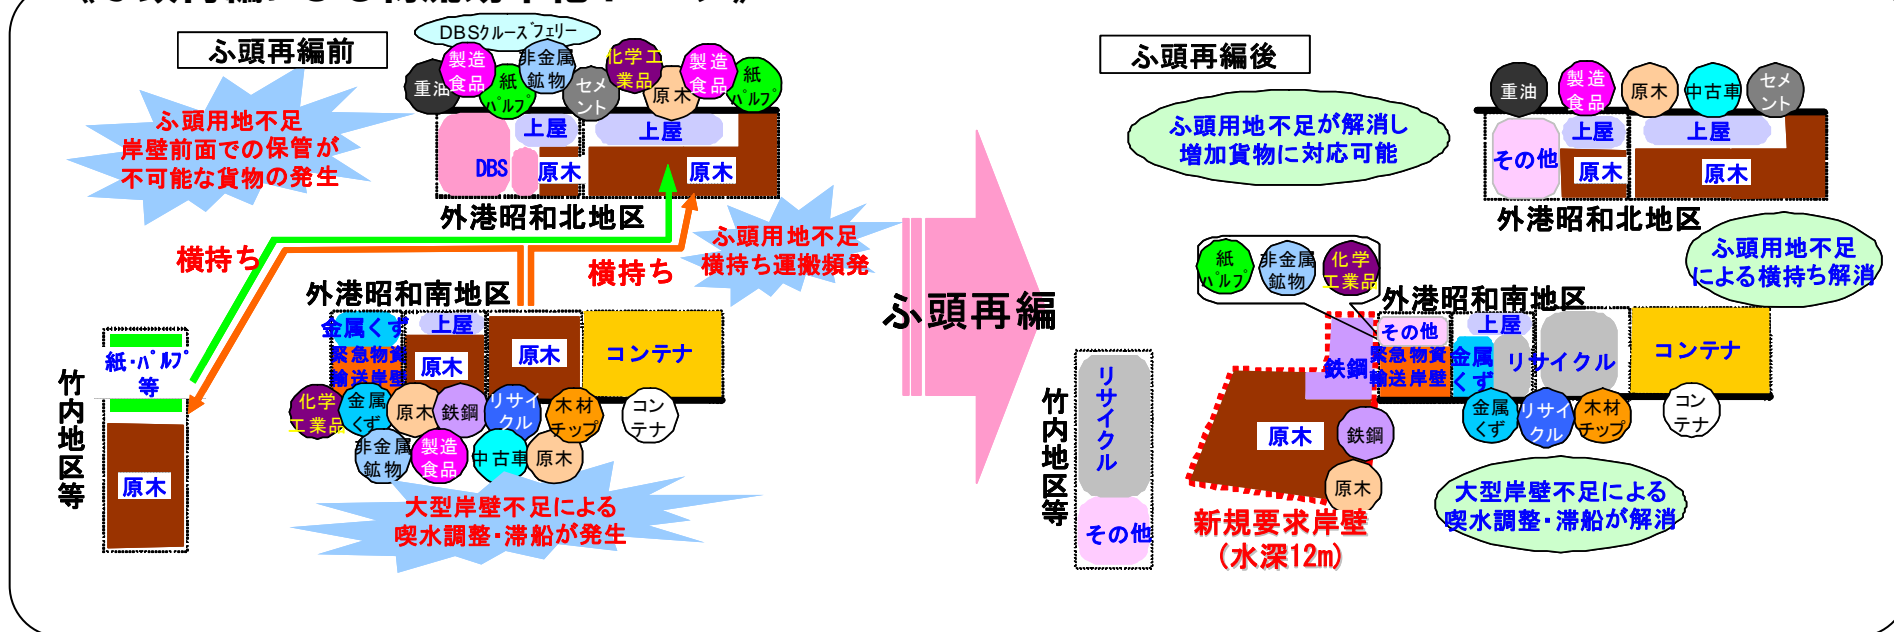 ふ頭再編前
DBSクルーズフェリー
重油
製造
食品
紙
パルプ
非金属
鉱物
セメ
ント
化学工
業品
原木
製造
食品
紙
パルプ
ふ頭用地不足
岸壁前面での保管が
不可能な貨物の発生
上屋
上屋
DBS
原木
原木
外港昭和北地区
ふ頭用地不足
横持ち運搬頻発
横持ち
横持ち
外港昭和南地区
金属くず
緊急物資
輸送岸壁
上屋
原木
原木
コンテナ
紙・パルプ
等
原木
竹内地区等
化学
工業品
金属
くず
原木
鉄鋼
リサイ
クル
木材
チップ
コン
テナ
非金属
鉱物
製造
食品
中古車
原木
大型岸壁不足による
喫水調整・滞船が発生
ふ頭再編
ふ頭再編後
重油
製造
食品
原木
中古車
セメ
ント
ふ頭用地不足が解消し
増加貨物に対応可能
その他
上屋
原木
上屋
原木
外港昭和北地区
ふ頭用地不足
による横持ち解消
紙
パルプ
非金属
鉱物
化学
工業品
外港昭和南地区
鉄鋼
その他
緊急物資
輸送岸壁
金属
くず
上屋
リサイクル
コンテナ
原木
鉄鋼
原木
金属
くず
リサイ
クル
木材
チップ
コン
テナ
竹内地区等
リサイクル
その他
新規要求岸壁
(水深12m)
大型岸壁不足による
喫水調整・滞船が解消